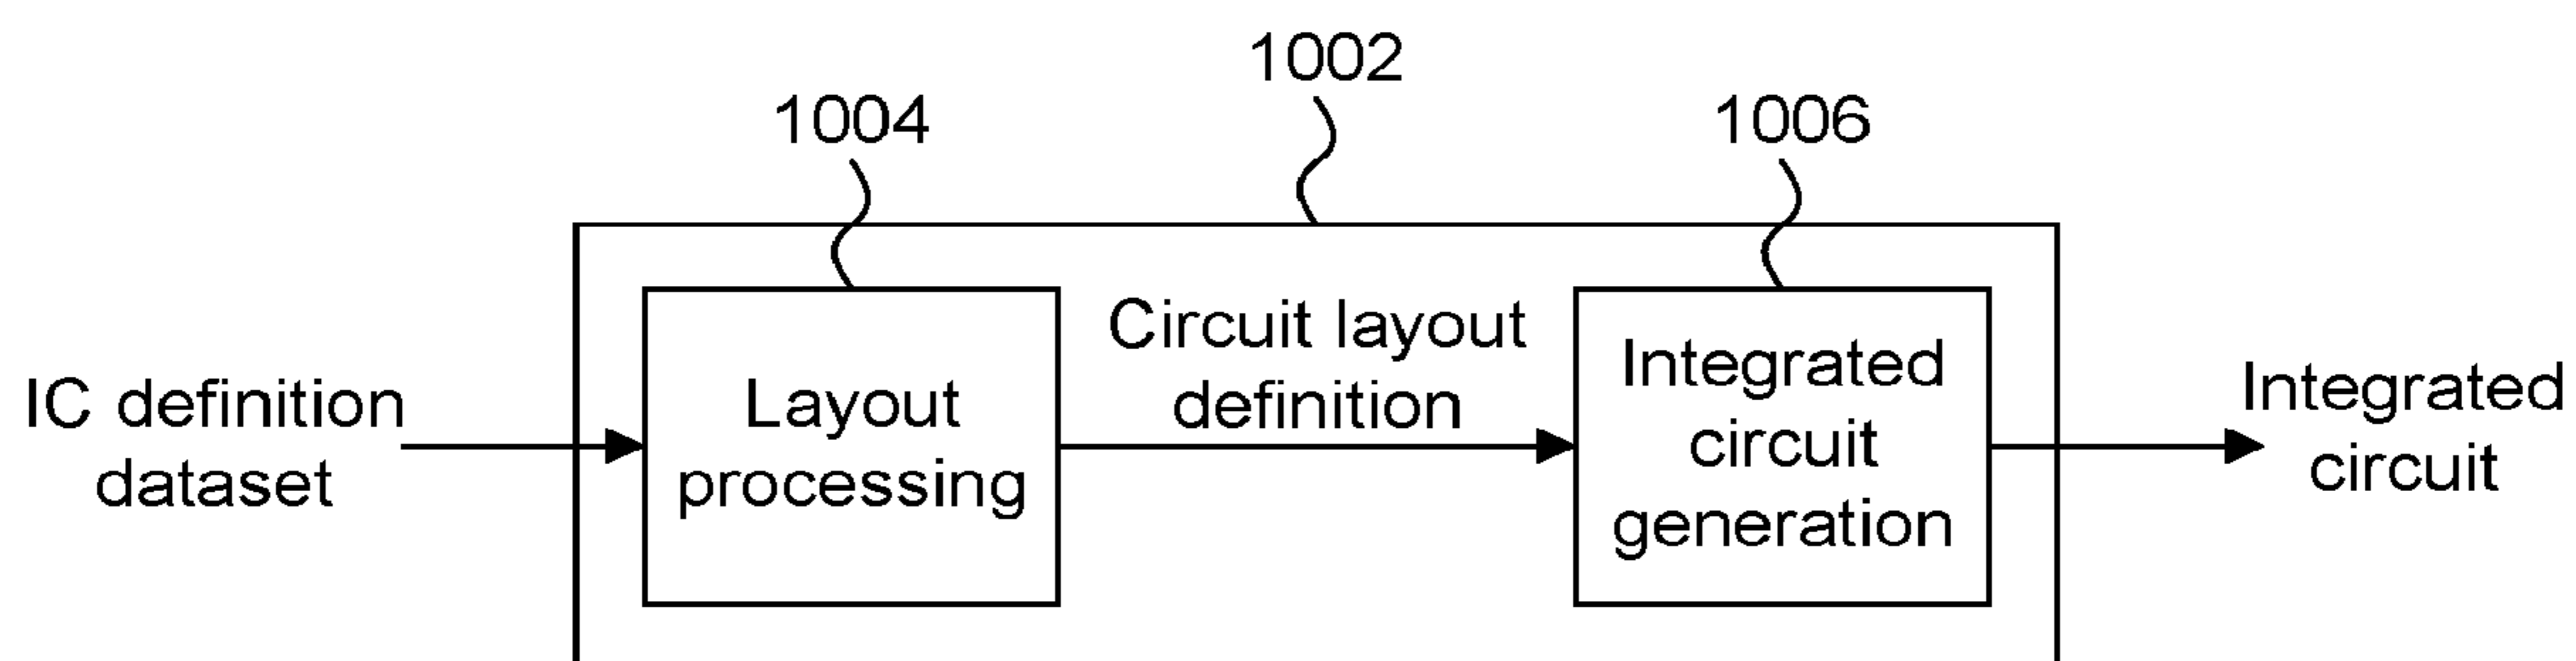 1002
1004
1006
IC definition
dataset
Layout
processing
Circuit layout
definition
Integrated
circuit
generation
Integrated
circuit